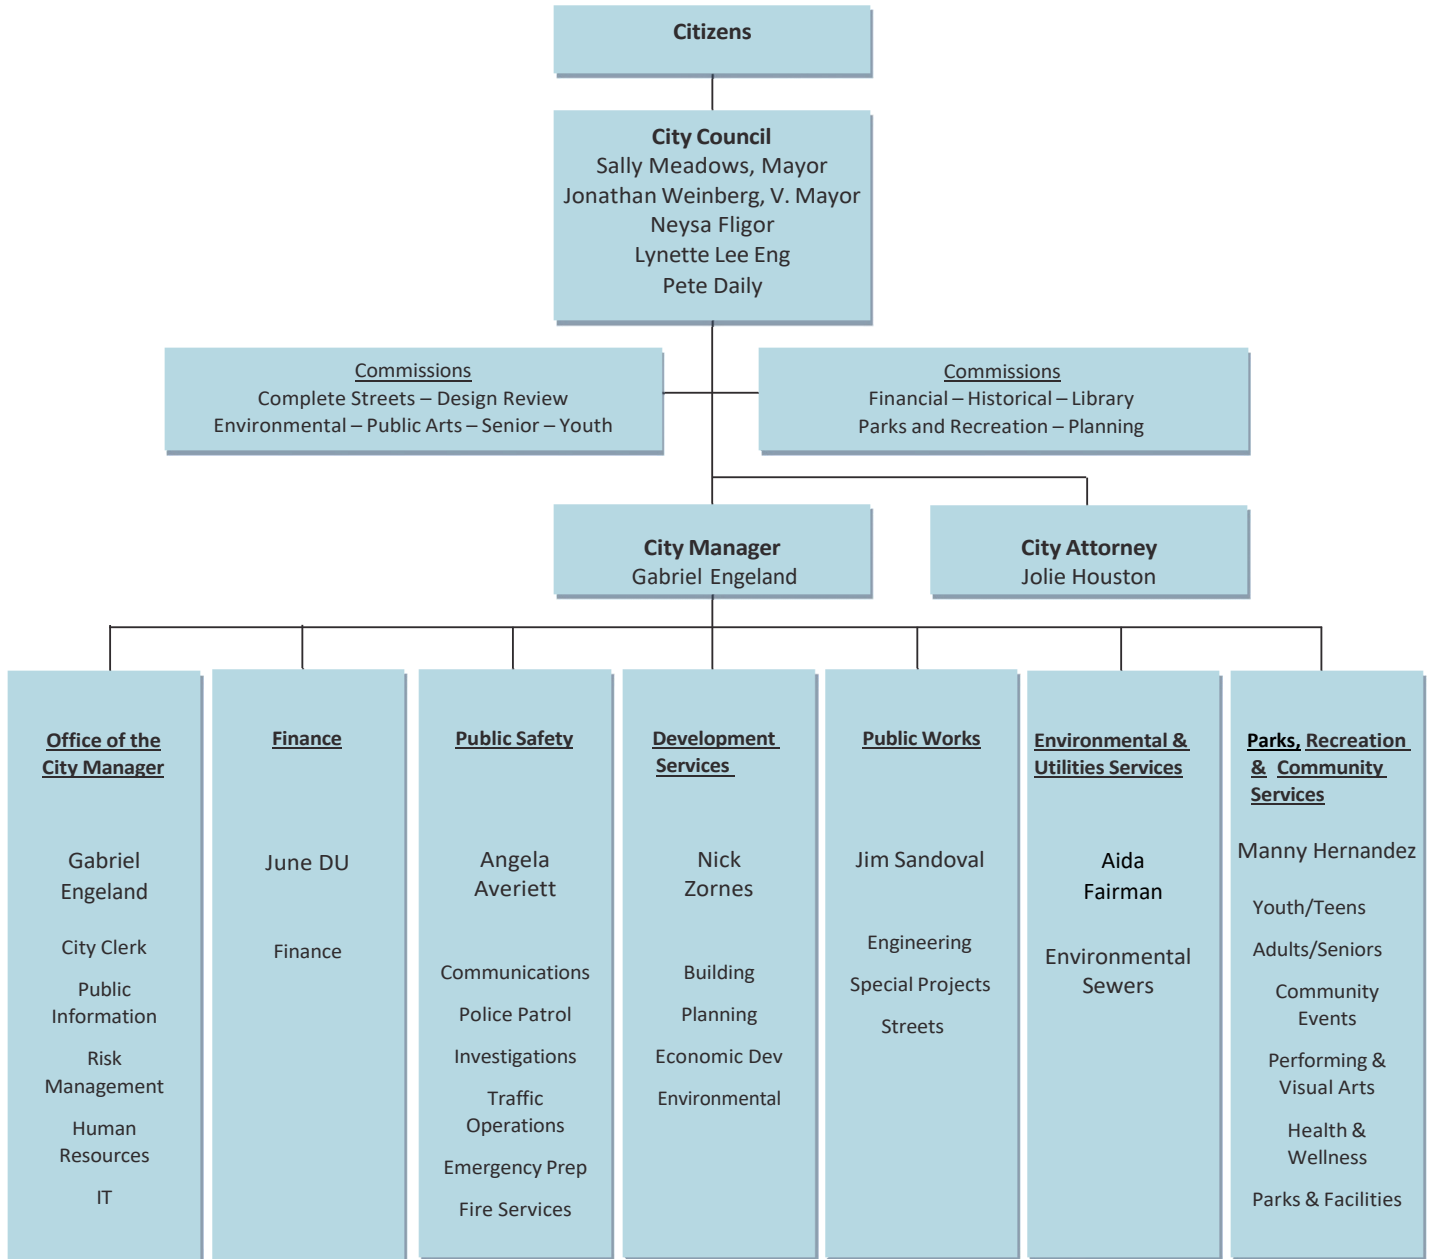 Citizens
City Council
Sally Meadows, Mayor
Jonathan Weinberg, V. Mayor
Neysa Fligor
Lynette Lee Eng
Pete Daily
Commissions
Complete Streets – Design Review
Environmental – Public Arts – Senior – Youth
Commissions
Financial – Historical – Library
Parks and Recreation – Planning
City Manager
Gabriel Engeland
City Attorney
Jolie Houston
Office of the
City Manager
Gabriel
Engeland
City Clerk
Public
Information
Risk
Management
Human
Resources
IT
Finance
June DU
Finance
Public Safety
Angela
Averiett
Communications
Police Patrol
Investigations
Traffic
Operations
Emergency Prep
Fire Services
Development
Services
Nick
Zornes
Building
Planning
Economic Dev
Environmental
Public Works
Jim Sandoval
Engineering
Special Projects
Streets
Environmental &
Utilities Services
Aida
Fairman
Environmental
Sewers
Parks, Recreation
& Community
Services
Manny Hernandez
Youth/Teens
Adults/Seniors
Community
Events
Performing &
Visual Arts
Health &
Wellness
Parks & Facilities